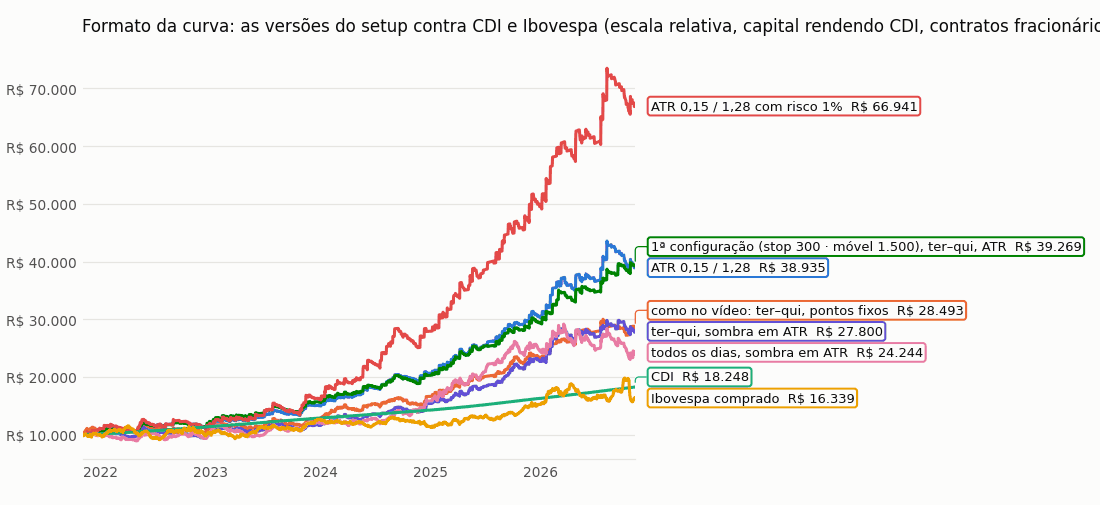 Formato da curva: as versões do setup contra CDI e Ibovespa (escala relativa, capital rendendo CDI, contratos fracionário
R$ 70.000
R$ 60.000
R$ 50.000
R$ 40.000
R$ 30.000
R$ 20.000
R$ 10.000
ATR 0,15 / 1,28 com risco 1% R$ 66.941
1ª configuração (stop 300 · móvel 1.500), ter–qui, ATR R$ 39.269
ATR 0,15 / 1,28 R$ 38.935
como no vídeo: ter–qui, pontos fixos R$ 28.493
ter–qui, sombra em ATR R$ 27.800
todos os dias, sombra em ATR R$ 24.244
CDI R$ 18.248
Ibovespa comprado R$ 16.339
2022 2023 2024 2025 2026